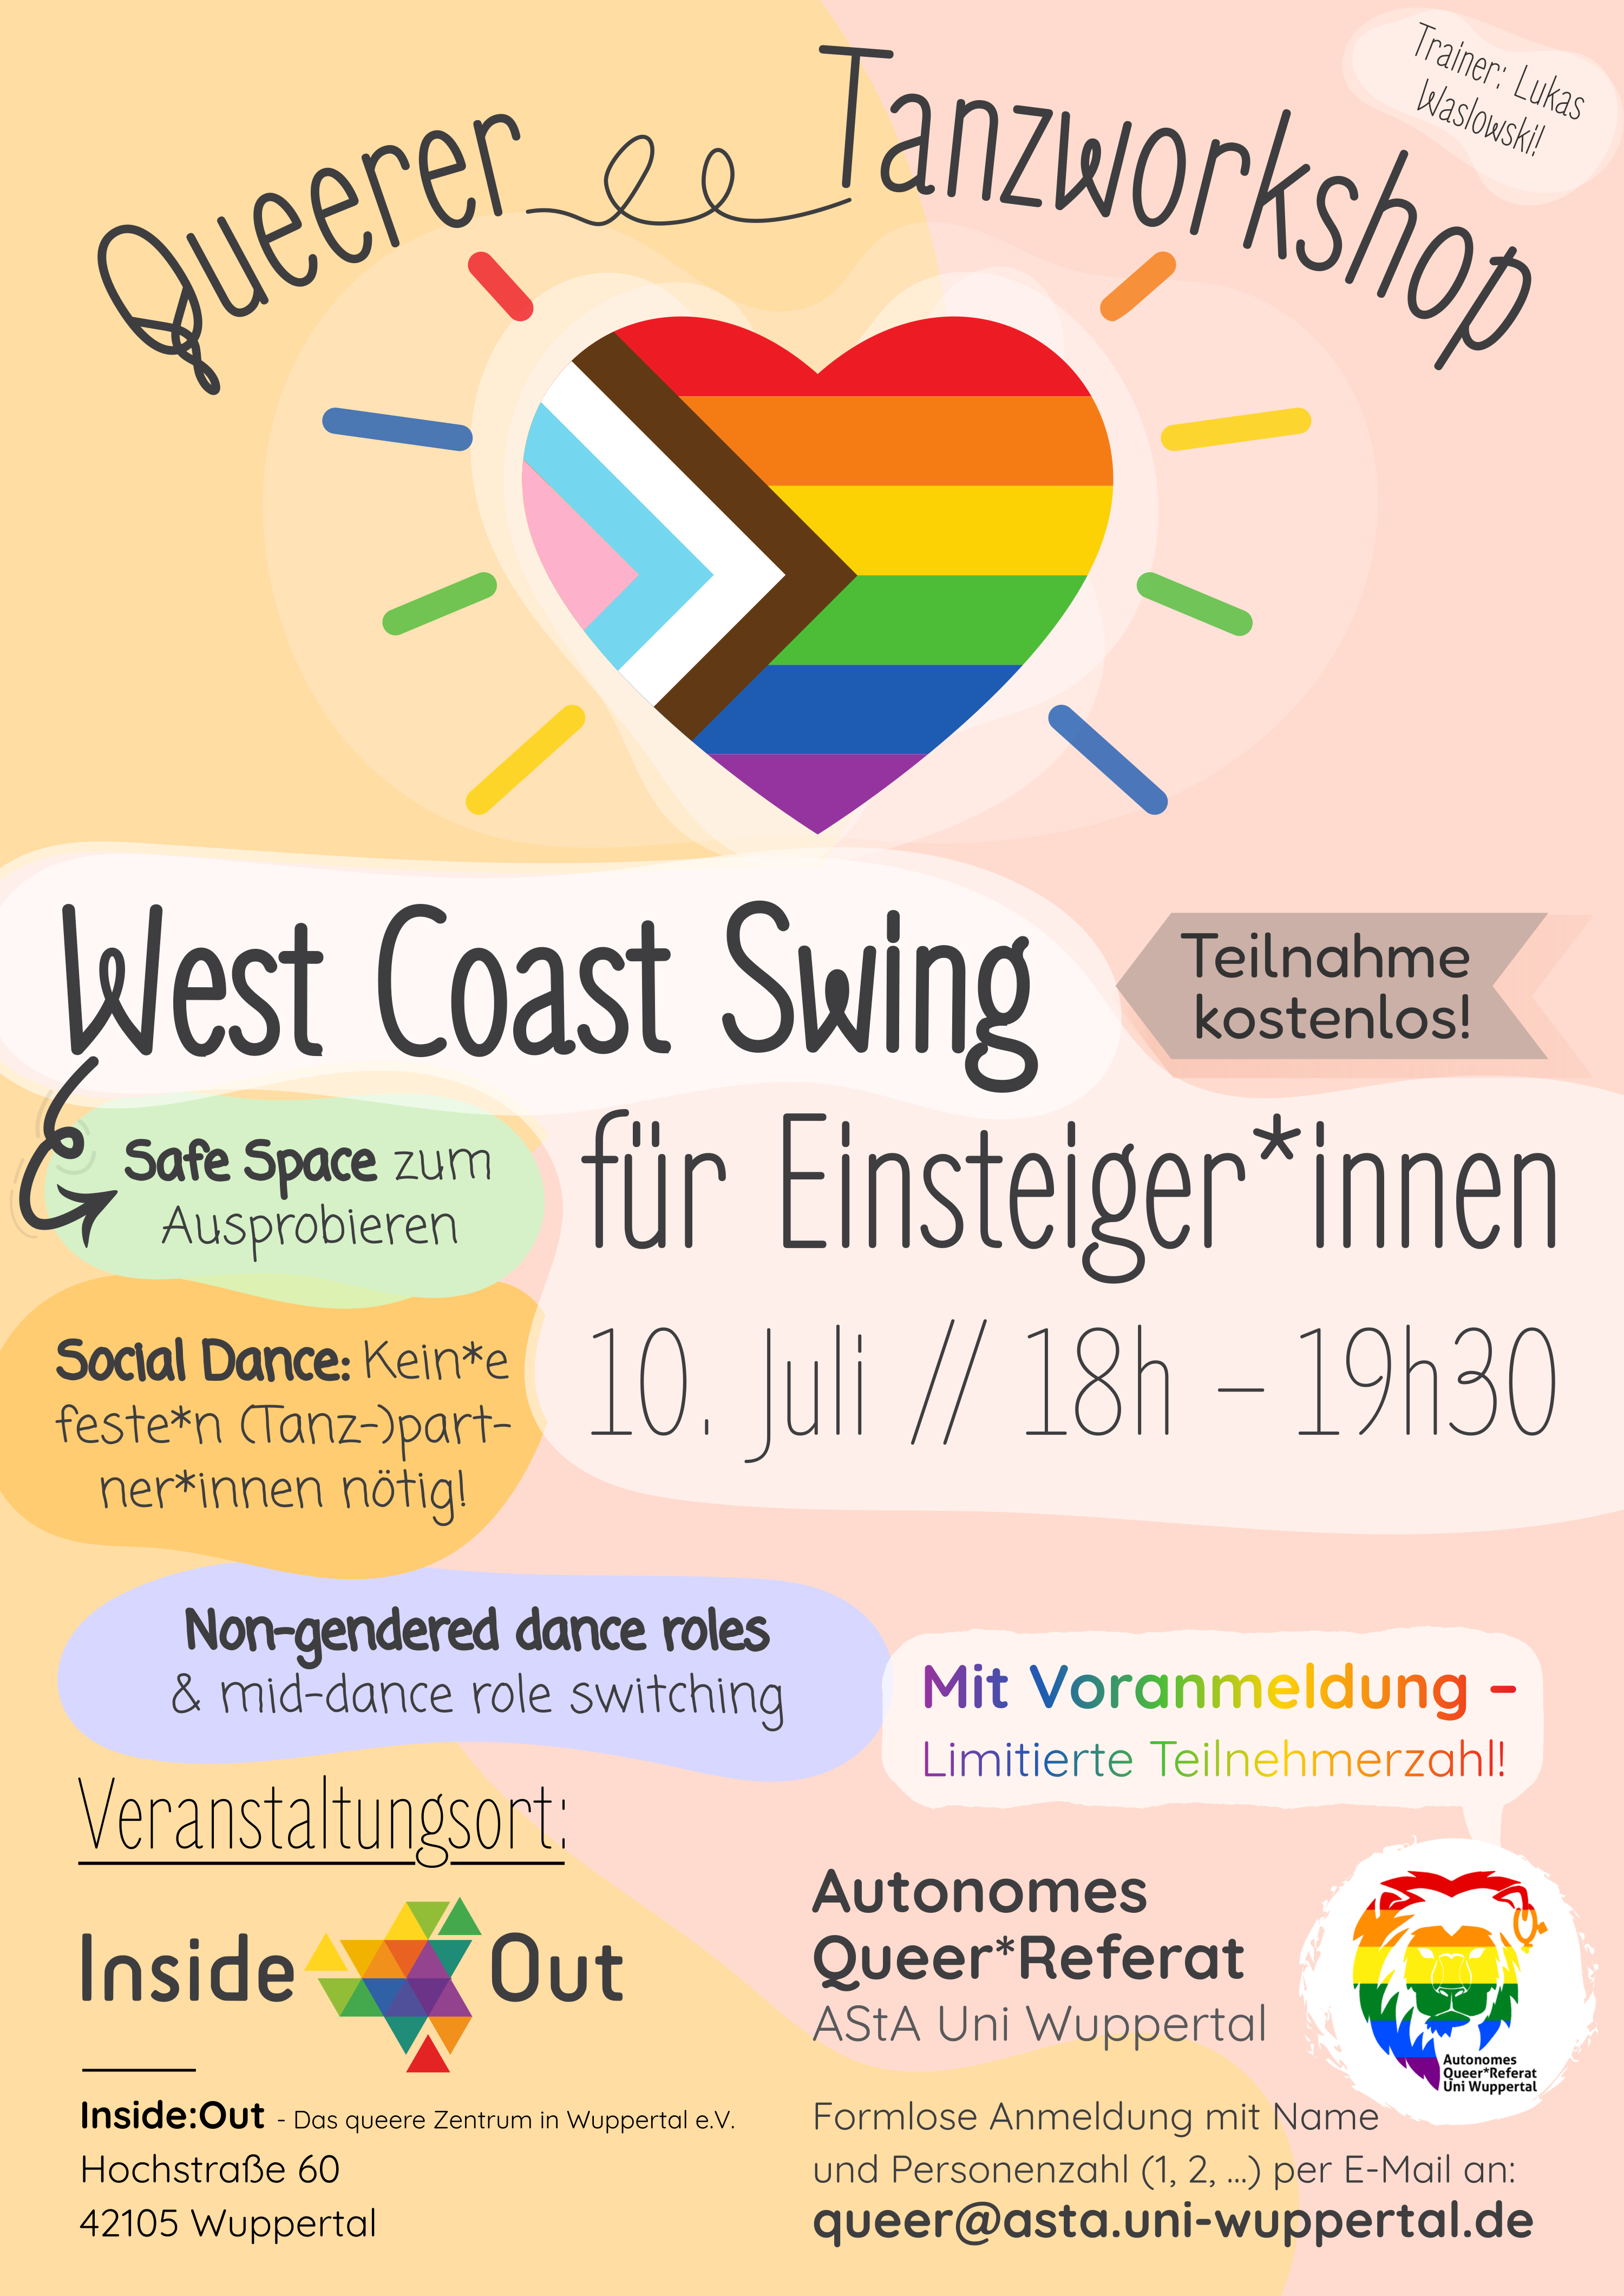 Trainer: Lukas
Waslowski!
Queerer Tanzworkshop
West Coast Swing
Teilnahme
kostenlos!
für Einsteiger*innen
10. Juli // 18h – 19h30
Safe Space zum
Ausprobieren
Social Dance: Kein*e
feste*n (Tanz-)part-
ner*innen nötig!
Non-gendered dance roles
& mid-dance role switching
Mit Voranmeldung –
Limitierte Teilnehmerzahl!
Veranstaltungsort:
Inside Out
Inside:Out - Das queere Zentrum in Wuppertal e.V.
Hochstraße 60
42105 Wuppertal
Autonomes
Queer*Referat
AStA Uni Wuppertal
Autonomes
Queer*Referat
Uni Wuppertal
Formlose Anmeldung mit Name
und Personenzahl (1, 2, ...) per E-Mail an:
queer@asta.uni-wuppertal.de